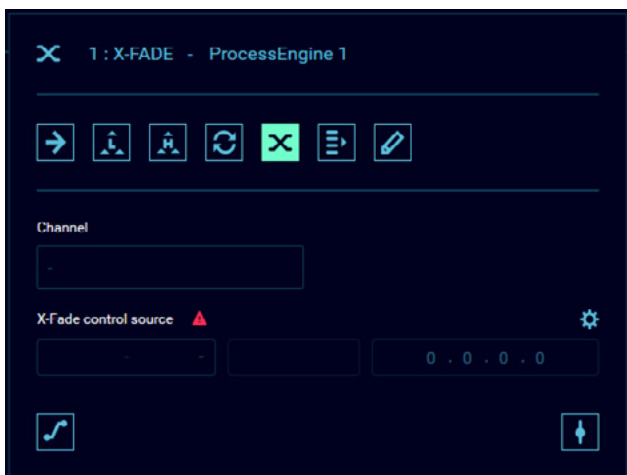 1 : X-FADE - ProcessEngine 1
L H
Channel
-
X-Fade control source
- - 0 . 0 . 0 . 0